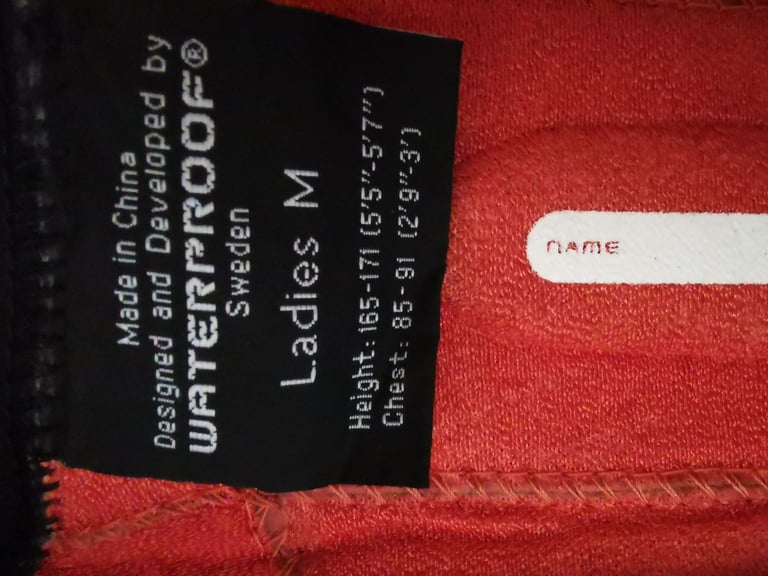 Made in China
Designed and Developed by
WATERPROOF®
Sweden
Ladies M
Height: 165-171 (5'5"-5'7")
Chest: 85-91 (2'9"-3')
NAME